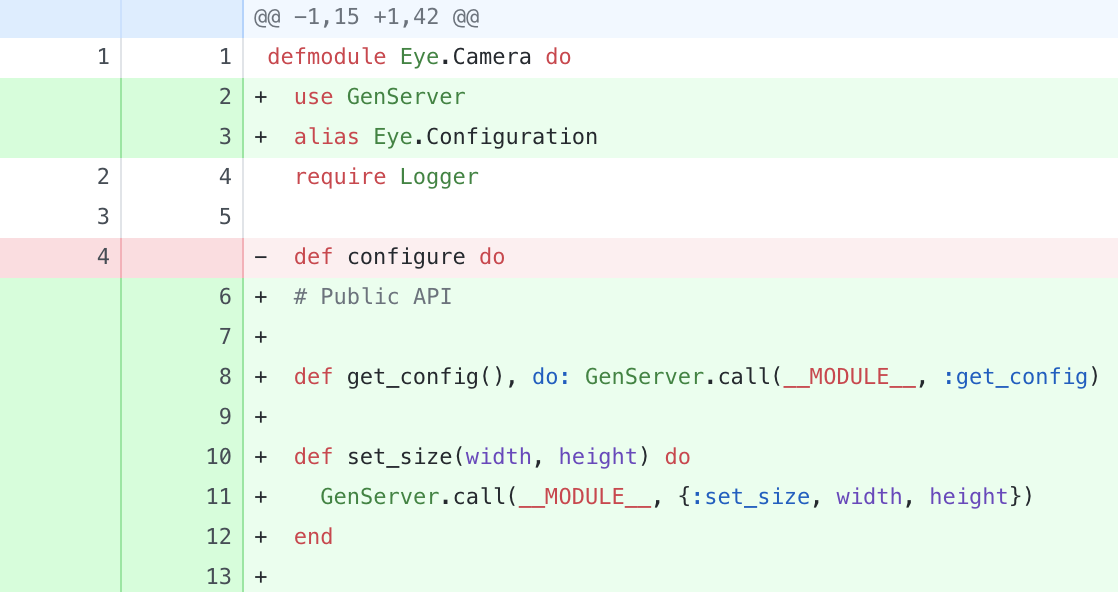 @@ −1,15 +1,42 @@
1 1 defmodule Eye.Camera do
2 + use GenServer
3 + alias Eye.Configuration
2 4 require Logger
3 5
4 − def configure do
6 + # Public API
7 +
8 + def get_config(), do: GenServer.call(__MODULE__, :get_config)
9 +
10 + def set_size(width, height) do
11 + GenServer.call(__MODULE__, {:set_size, width, height})
12 + end
13 +